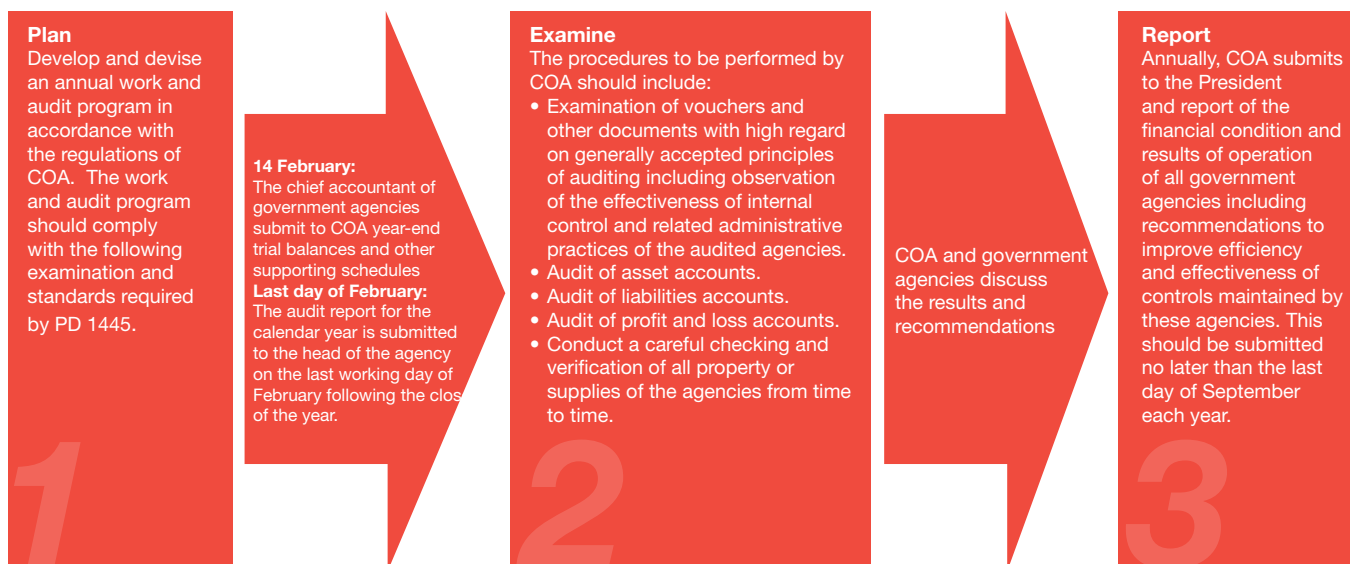 Plan
Develop and devise
an annual work and
audit program in
accordance with
the regulations of
COA.  The work
and audit program
should comply
with the following
examination and
standards required
by PD 1445.
1
14 February:
The chief accountant of
government agencies
submit to COA year-end
trial balances and other
supporting schedules
Last day of February:
The audit report for the
calendar year is submitted
to the head of the agency
on the last working day of
February following the clos
of the year.
Examine
The procedures to be performed by
COA should include:
• Examination of vouchers and
other documents with high regard
on generally accepted principles
of auditing including observation
of the effectiveness of internal
control and related administrative
practices of the audited agencies.
• Audit of asset accounts.
• Audit of liabilities accounts.
• Audit of profit and loss accounts.
• Conduct a careful checking and
verification of all property or
supplies of the agencies from time
to time.
2
COA and government
agencies discuss
the results and
recommendations
Report
Annually, COA submits
to the President
and report of the
financial condition and
results of operation
of all government
agencies including
recommendations to
improve efficiency
and effectiveness of
controls maintained by
these agencies. This
should be submitted
no later than the last
day of September
each year.
3